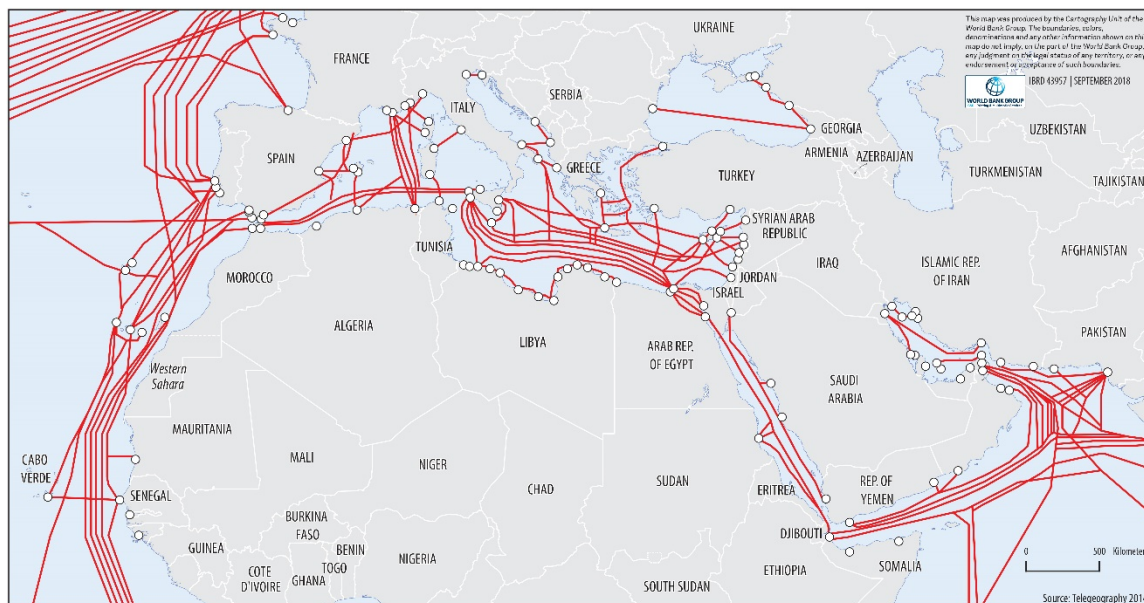 This map was produced by the Cartography Unit of the
World Bank Group. The boundaries, colors,
denominations and any other information shown on this
map do not imply, on the part of the World Bank Group,
any judgment on the legal status of any territory, or any
endorsement or acceptance of such boundaries.
WORLD BANK GROUP
IBRD 43957 | SEPTEMBER 2018
UKRAINE
FRANCE
ITALY
SERBIA
GEORGIA
UZBEKISTAN
ARMENIA
AZERBAIJAN
SPAIN
GREECE
TURKEY
TURKMENISTAN
TAJIKISTAN
SYRIAN ARAB
REPUBLIC
TUNISIA
AFGHANISTAN
IRAQ
ISLAMIC REP.
OF IRAN
MOROCCO
JORDAN
ISRAEL
ALGERIA
LIBYA
ARAB REP.
OF EGYPT
PAKISTAN
Western
Sahara
SAUDI
ARABIA
MAURITANIA
CABO
VERDE
MALI
NIGER
CHAD
SUDAN
ERITREA
REP. OF
YEMEN
SENEGAL
BURKINA
FASO
DJIBOUTI
GUINEA
BENIN
TOGO
NIGERIA
COTE
D'IVOIRE
GHANA
SOUTH SUDAN
ETHIOPIA
SOMALIA
0 500 Kilometer
Source: Telegeography 201